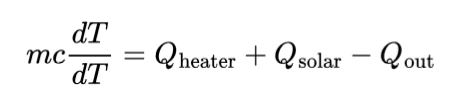 mc dT/dT = Q_heater + Q_solar − Q_out